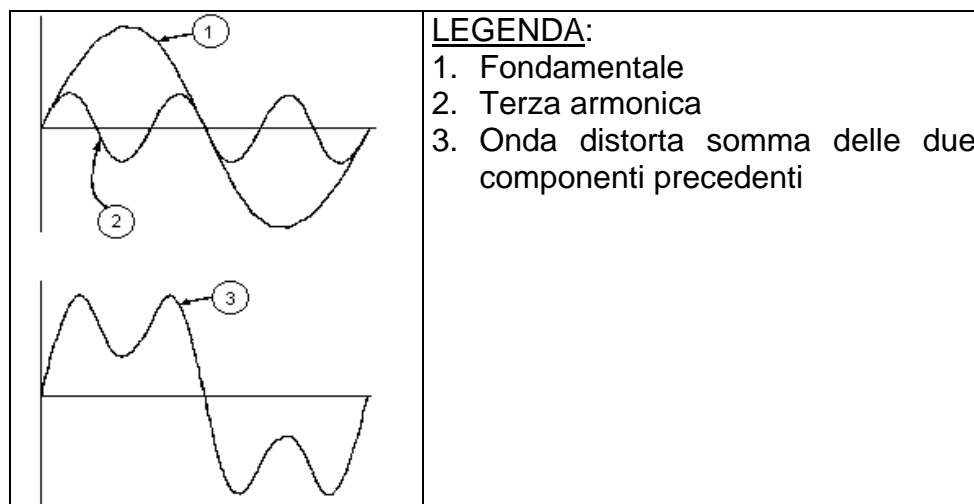 1
2
3
LEGENDA:
1. Fondamentale
2. Terza armonica
3. Onda distorta somma delle due
componenti precedenti